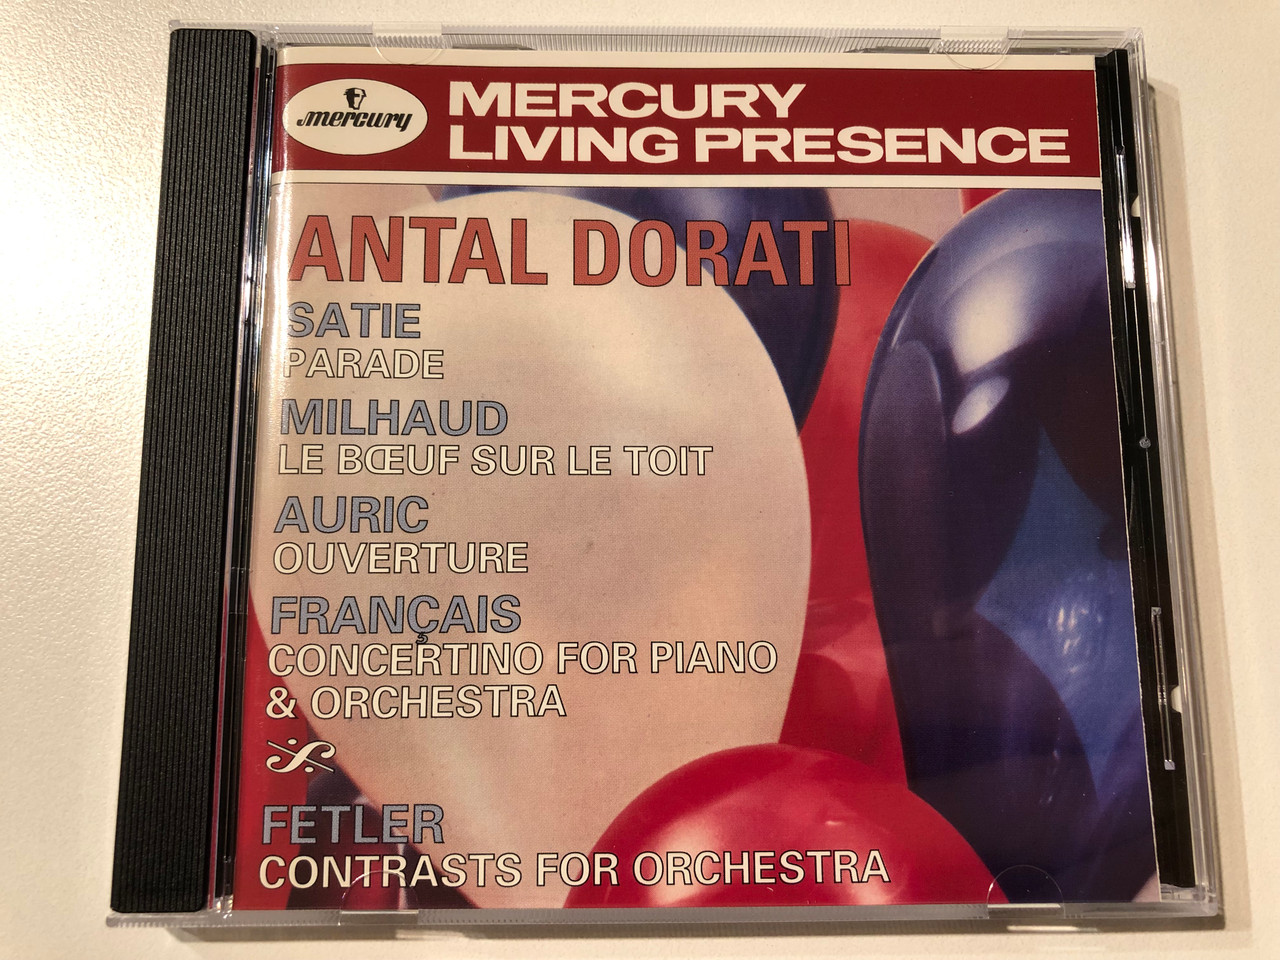 mercury
MERCURY
LIVING PRESENCE
ANTAL DORATI
SATIE
PARADE
MILHAUD
LE BŒUF SUR LE TOIT
AURIC
OUVERTURE
FRANÇAIS
CONCERTINO FOR PIANO
& ORCHESTRA
FETLER
CONTRASTS FOR ORCHESTRA